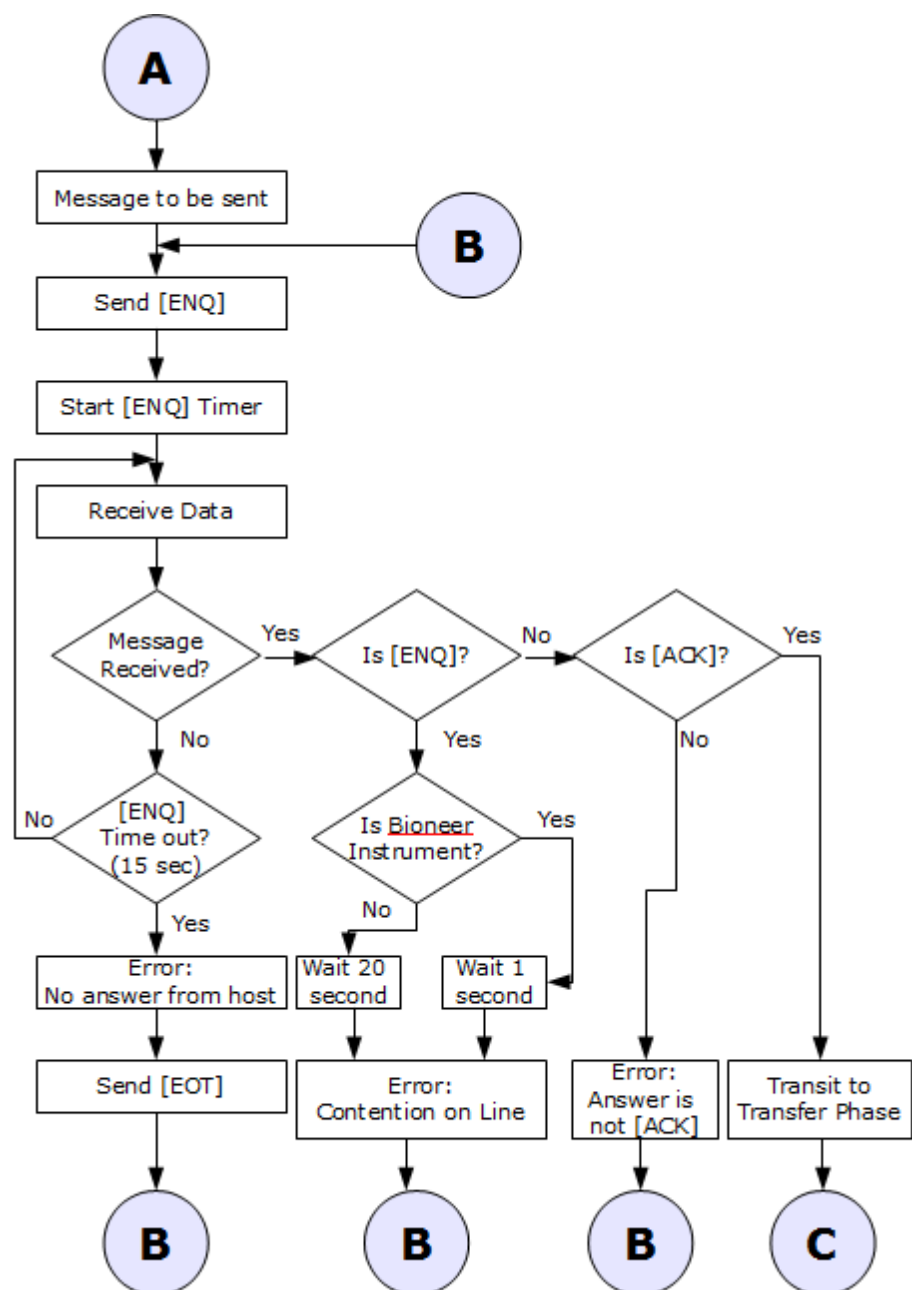 A
Message to be sent
B
Send [ENQ]
Start [ENQ] Timer
Receive Data
Message
Received?
Yes
Is [ENQ]?
No
Is [ACK]?
Yes
No
Yes
No
No
[ENQ]
Time out?
(15 sec)
Is Bioneer
Instrument?
Yes
Yes
No
Error:
No answer from host
Wait 20
second
Wait 1
second
Send [EOT]
Error:
Contention on Line
Error:
Answer is
not [ACK]
Transit to
Transfer Phase
B
B
B
C